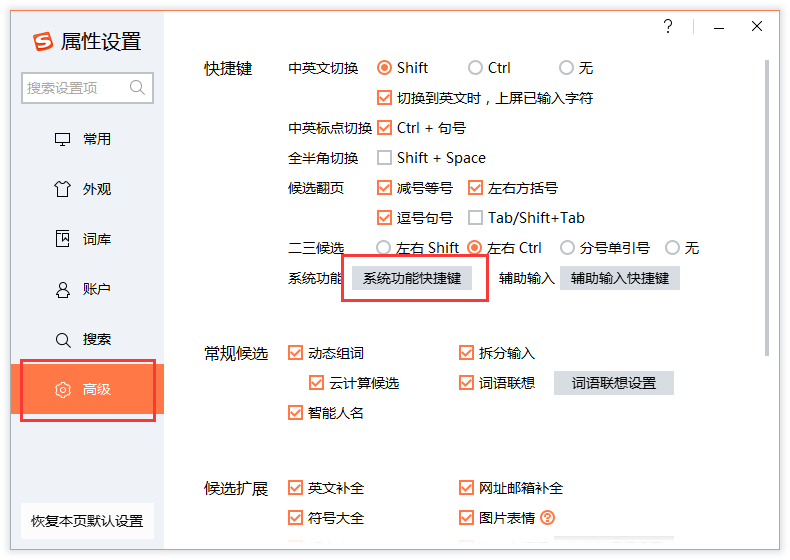 属性设置
搜索设置项
常用
外观
词库
账户
搜索
高级
恢复本页默认设置
?
快捷键 中英文切换 Shift Ctrl 无
切换到英文时，上屏已输入字符
中英标点切换 Ctrl + 句号
全半角切换 Shift + Space
候选翻页 减号等号 左右方括号
逗号句号 Tab/Shift+Tab
二三候选 左右 Shift 左右 Ctrl 分号单引号 无
系统功能 系统功能快捷键 辅助输入 辅助输入快捷键
常规候选 动态组词 拆分输入
云计算候选 词语联想 词语联想设置
智能人名
候选扩展 英文补全 网址邮箱补全
符号大全 图片表情 ?